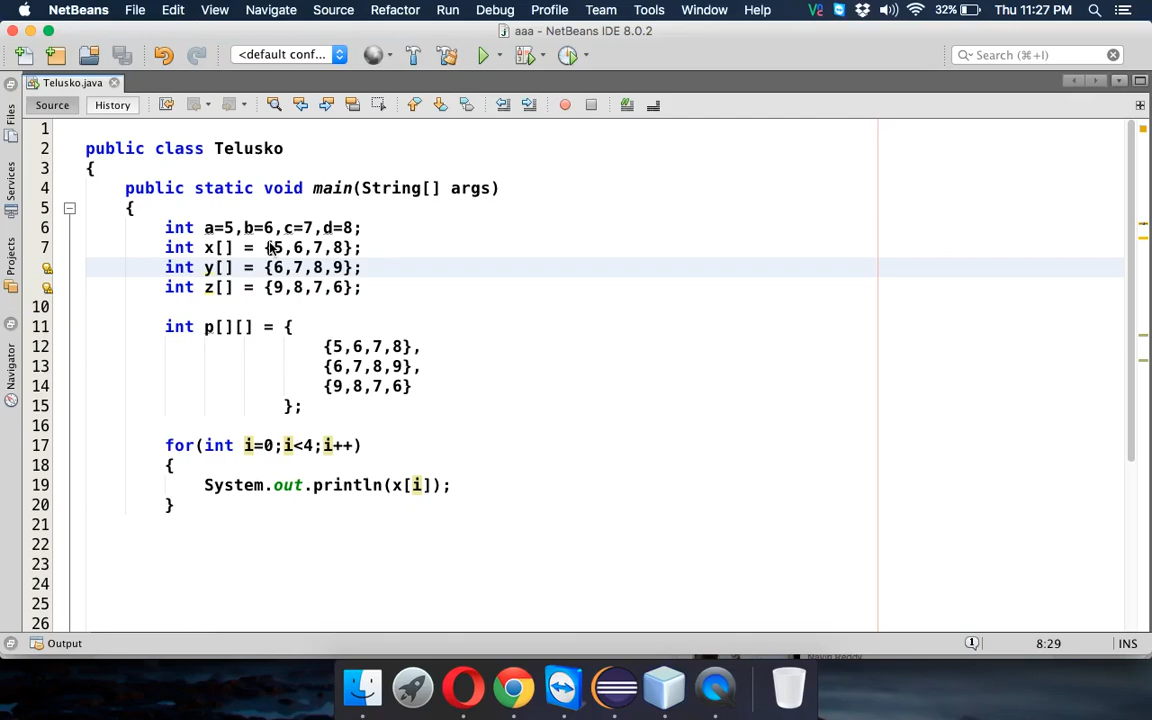 NetBeans File Edit View Navigate Source Refactor Run Debug Profile Team Tools Window Help 32% Thu 11:27 PM
aaa - NetBeans IDE 8.0.2
<default conf... Search (⌘+I)
Telusko.java
Source History
Files
Services
Projects
Navigator
1
2 public class Telusko
3 {
4 public static void main(String[] args)
5 {
6 int a=5,b=6,c=7,d=8;
7 int x[] = {5,6,7,8};
int y[] = {6,7,8,9};
int z[] = {9,8,7,6};
10
11 int p[][] = {
12 {5,6,7,8},
13 {6,7,8,9},
14 {9,8,7,6}
15 };
16
17 for(int i=0;i<4;i++)
18 {
19 System.out.println(x[i]);
20 }
21
22
23
24
25
26
Output 1 8:29 INS